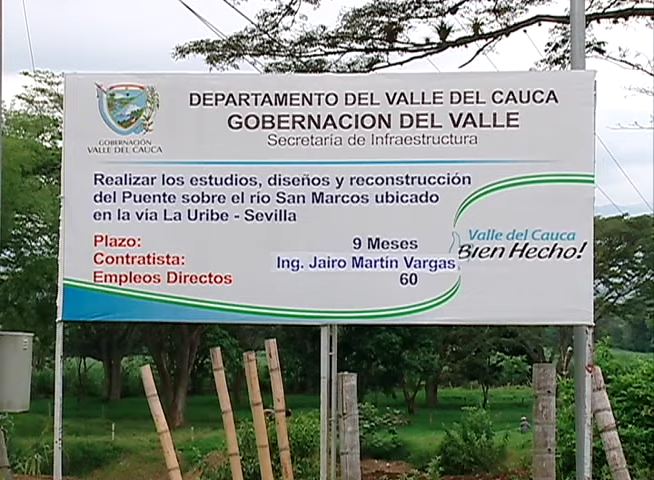 DEPARTAMENTO DEL VALLE DEL CAUCA
GOBERNACION DEL VALLE
Secretaría de Infraestructura
GOBERNACIÓN
VALLE DEL CAUCA
Realizar los estudios, diseños y reconstrucción
del Puente sobre el río San Marcos ubicado
en la vía La Uribe - Sevilla
Plazo: 9 Meses
Contratista: Ing. Jairo Martín Vargas
Empleos Directos 60
Valle del Cauca
Bien Hecho!